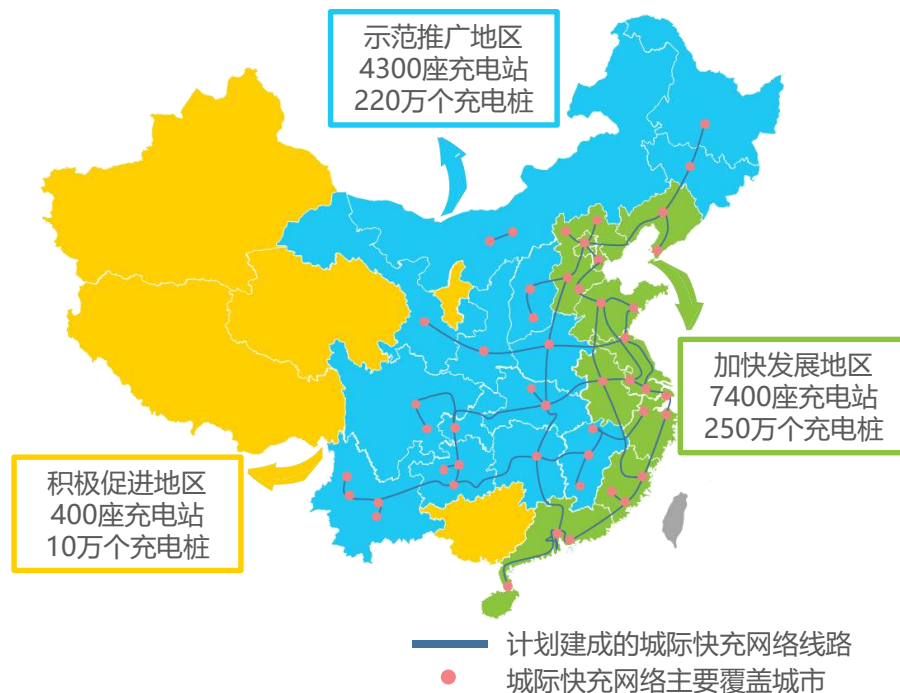 示范推广地区
4300座充电站
220万个充电桩
加快发展地区
7400座充电站
250万个充电桩
积极促进地区
400座充电站
10万个充电桩
计划建成的城际快充网络线路
城际快充网络主要覆盖城市